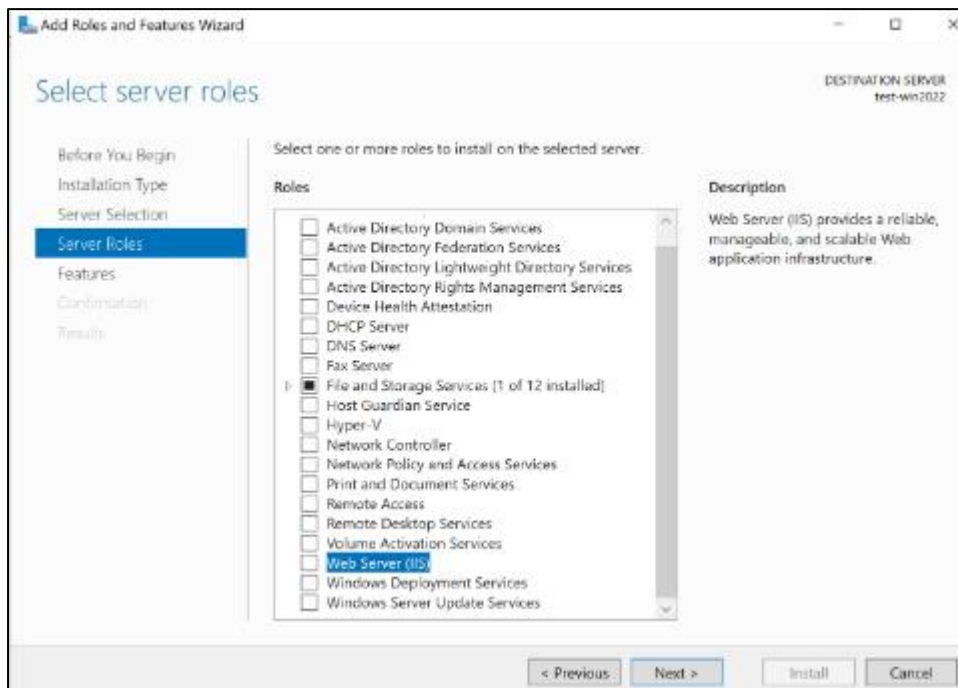 Add Roles and Features Wizard
Select server roles
DESTINATION SERVER
test-win2022
Before You Begin
Installation Type
Server Selection
Server Roles
Features
Confirmation
Results
Select one or more roles to install on the selected server.
Roles
Active Directory Domain Services
Active Directory Federation Services
Active Directory Lightweight Directory Services
Active Directory Rights Management Services
Device Health Attestation
DHCP Server
DNS Server
Fax Server
File and Storage Services (1 of 12 installed)
Host Guardian Service
Hyper-V
Network Controller
Network Policy and Access Services
Print and Document Services
Remote Access
Remote Desktop Services
Volume Activation Services
Web Server (IIS)
Windows Deployment Services
Windows Server Update Services
Description
Web Server (IIS) provides a reliable,
manageable, and scalable Web
application infrastructure.
< Previous
Next >
Install
Cancel